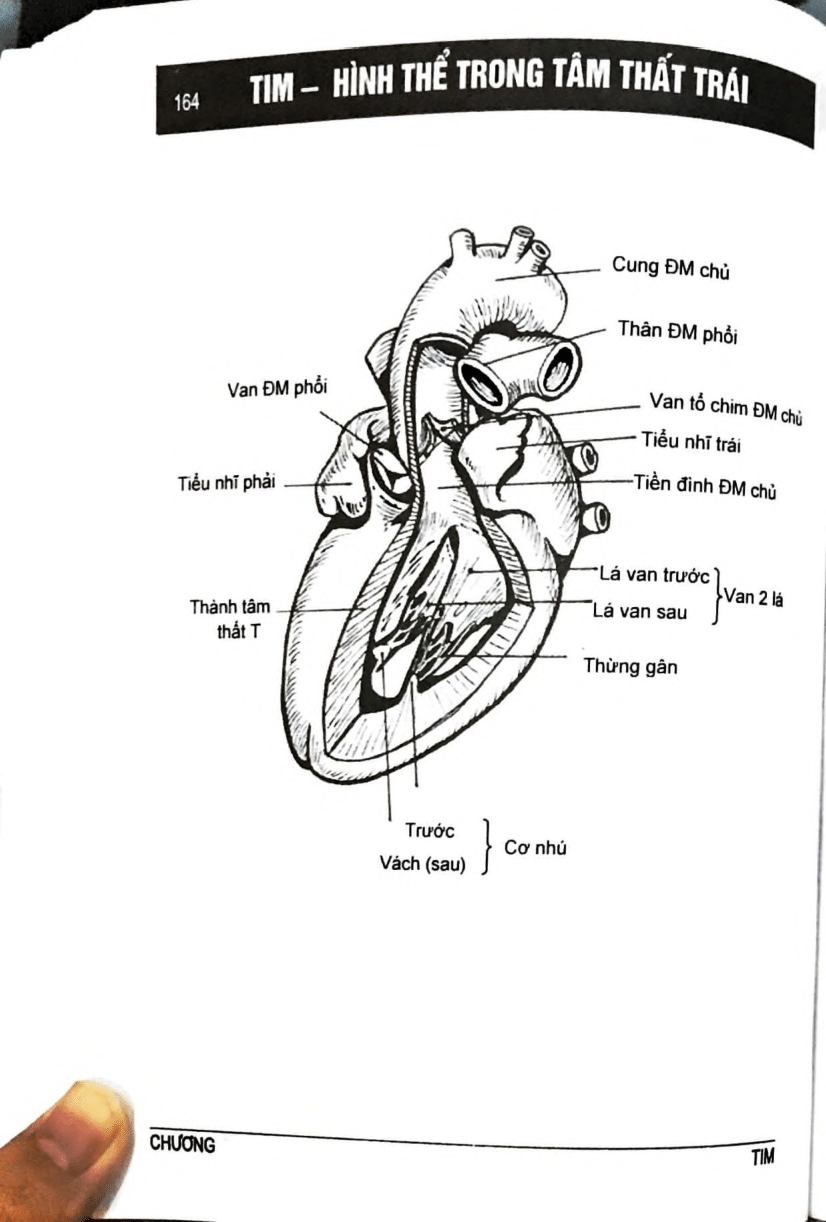 164
TIM – HÌNH THỂ TRONG TÂM THẤT TRÁI
Cung ĐM chủ
Thân ĐM phổi
Van ĐM phổi
Van tổ chim ĐM chủ
Tiểu nhĩ trái
Tiểu nhĩ phải
Tiền đình ĐM chủ
Lá van trước
Lá van sau
Van 2 lá
Thành tâm
thất T
Thừng gân
Trước
Vách (sau)
Cơ nhú
CHƯƠNG
TIM